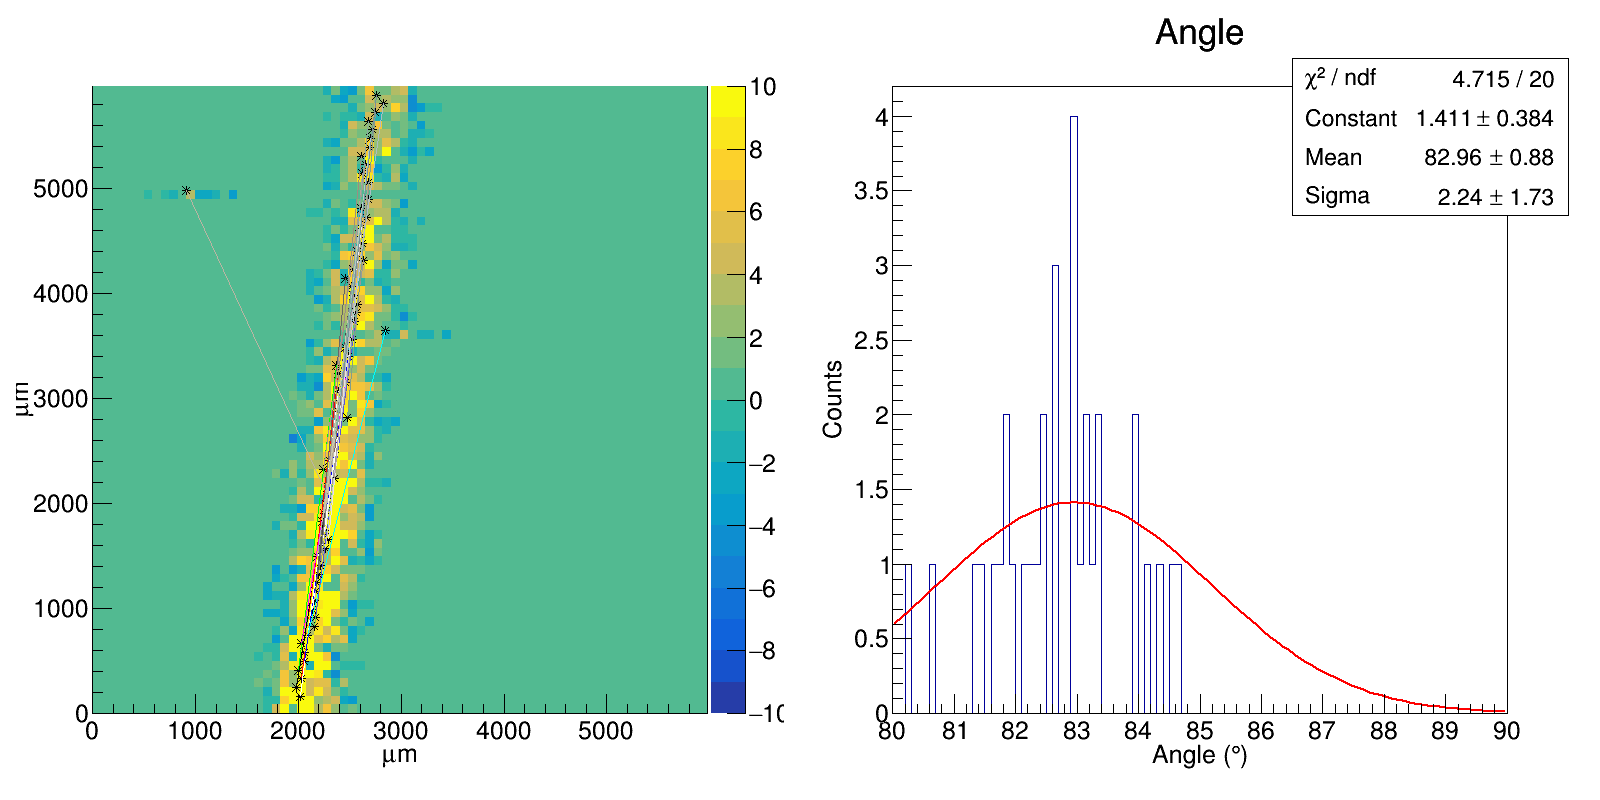 Angle
χ² / ndf 4.715 / 20
Constant 1.411 ± 0.384
Mean 82.96 ± 0.88
Sigma 2.24 ± 1.73
5000
4000
3000
2000
1000
0
μm
0 1000 2000 3000 4000 5000
μm
10
8
6
4
2
0
−2
−4
−6
−8
−10
4
3.5
3
2.5
2
1.5
1
0.5
0
Counts
80 81 82 83 84 85 86 87 88 89 90
Angle (°)